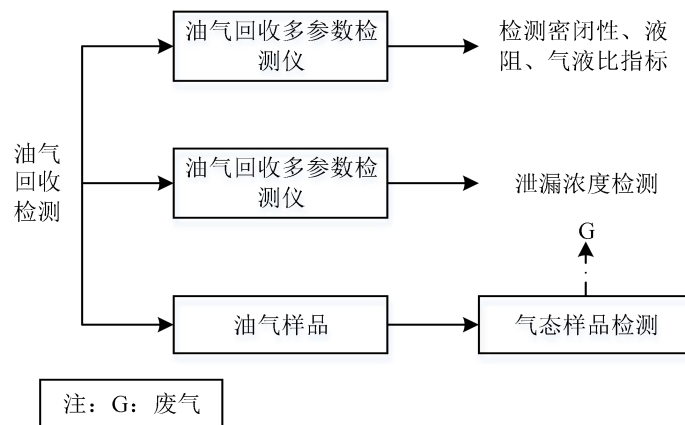 油气回收多参数检
测仪
检测密闭性、液
阻、气液比指标
油气
回收
检测
油气回收多参数检
测仪
泄漏浓度检测
G
油气样品
气态样品检测
注：G：废气